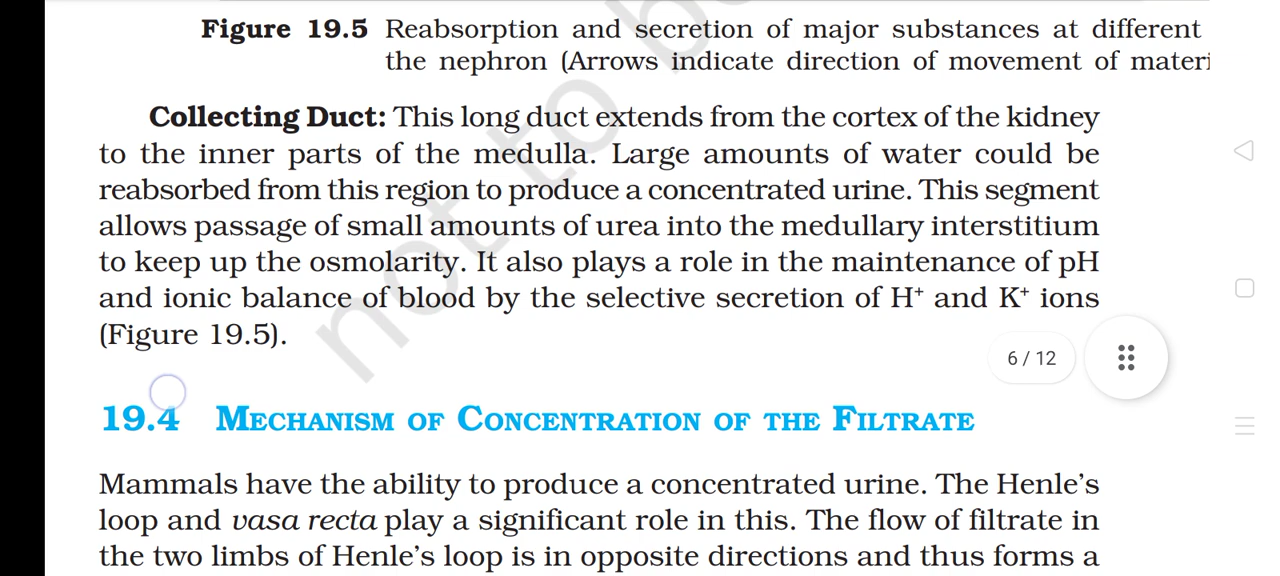 Figure 19.5 Reabsorption and secretion of major substances at different
the nephron (Arrows indicate direction of movement of materi
Collecting Duct: This long duct extends from the cortex of the kidney
to the inner parts of the medulla. Large amounts of water could be
reabsorbed from this region to produce a concentrated urine. This segment
allows passage of small amounts of urea into the medullary interstitium
to keep up the osmolarity. It also plays a role in the maintenance of pH
and ionic balance of blood by the selective secretion of H⁺ and K⁺ ions
(Figure 19.5).
6 / 12
19.4 MECHANISM OF CONCENTRATION OF THE FILTRATE
Mammals have the ability to produce a concentrated urine. The Henle's
loop and vasa recta play a significant role in this. The flow of filtrate in
the two limbs of Henle's loop is in opposite directions and thus forms a
not to b